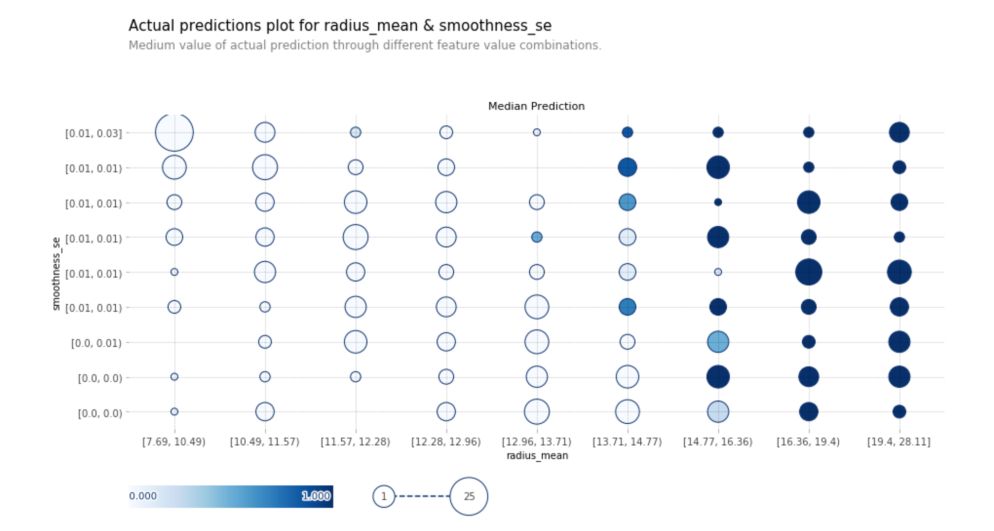 Actual predictions plot for radius_mean & smoothness_se
Medium value of actual prediction through different feature value combinations.
Median Prediction
[0.01, 0.03]
[0.01, 0.01)
[0.01, 0.01)
[0.01, 0.01)
[0.01, 0.01)
[0.01, 0.01)
[0.0, 0.01)
[0.0, 0.0)
[0.0, 0.0)
smoothness_se
[7.69, 10.49) [10.49, 11.57) [11.57, 12.28) [12.28, 12.96) [12.96, 13.71) [13.71, 14.77) [14.77, 16.36) [16.36, 19.4) [19.4, 28.11]
radius_mean
0.000 1.000 1 25